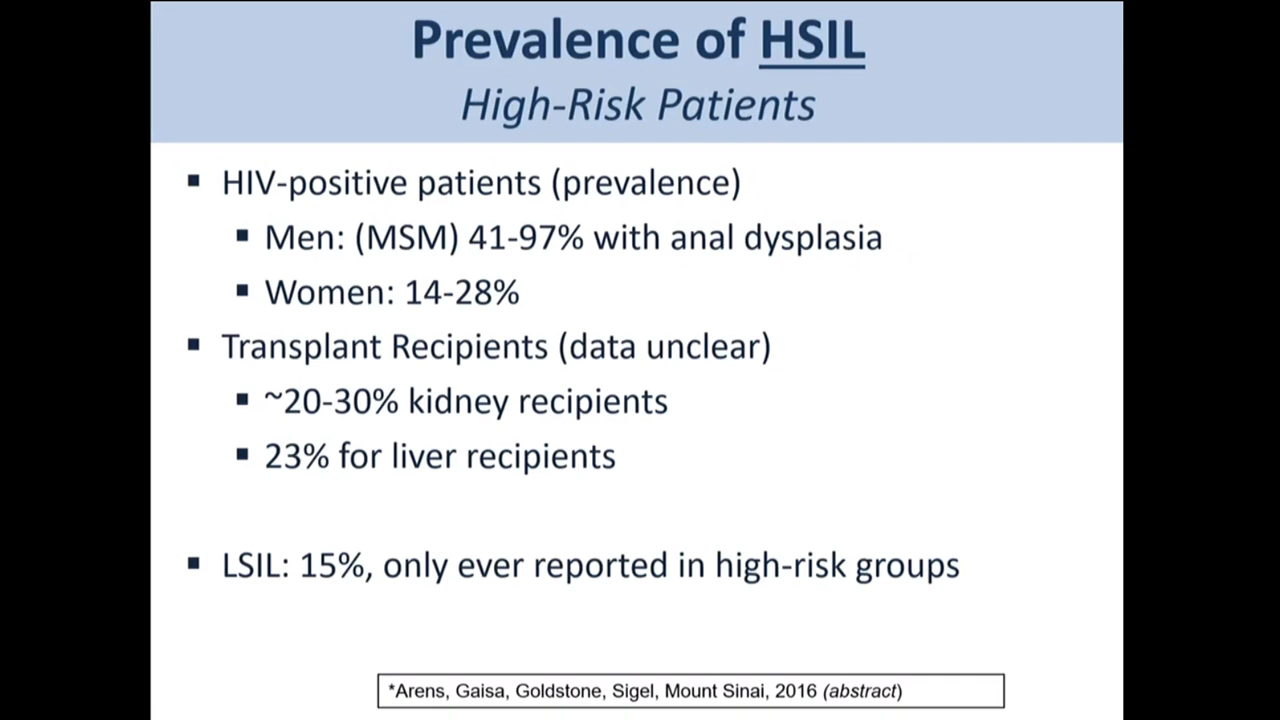 Prevalence of HSIL
High-Risk Patients
▪ HIV-positive patients (prevalence)
▪ Men: (MSM) 41-97% with anal dysplasia
▪ Women: 14-28%
▪ Transplant Recipients (data unclear)
▪ ~20-30% kidney recipients
▪ 23% for liver recipients
▪ LSIL: 15%, only ever reported in high-risk groups
*Arens, Gaisa, Goldstone, Sigel, Mount Sinai, 2016 (abstract)